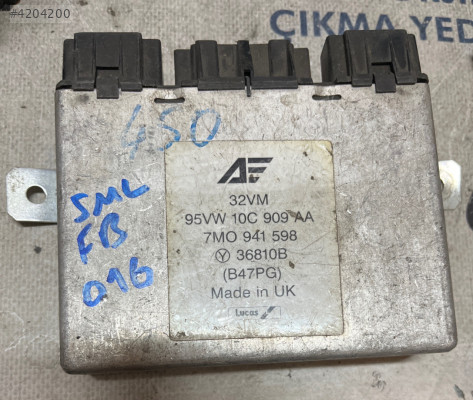 #4204200
ÇIKMA YED
450
SML
FB
016
AF
32VM
95VW 10C 909 AA
7MO 941 598
Y 36810B
(B47PG)
Made in UK
Lucas